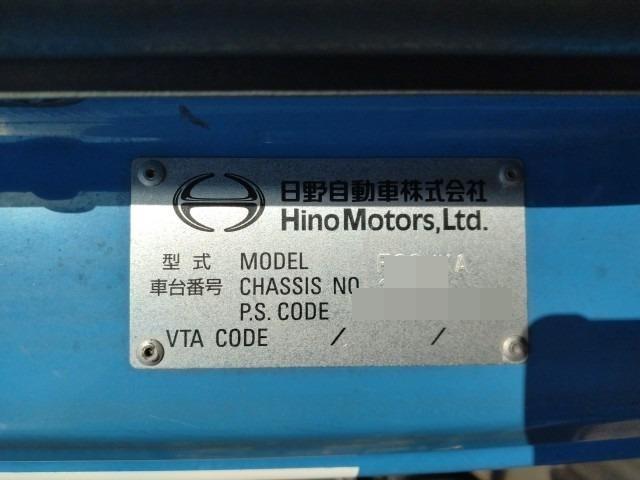 日野自動車株式会社
Hino Motors, Ltd.
型式 MODEL
車台番号 CHASSIS NO.
P.S. CODE
VTA CODE / /